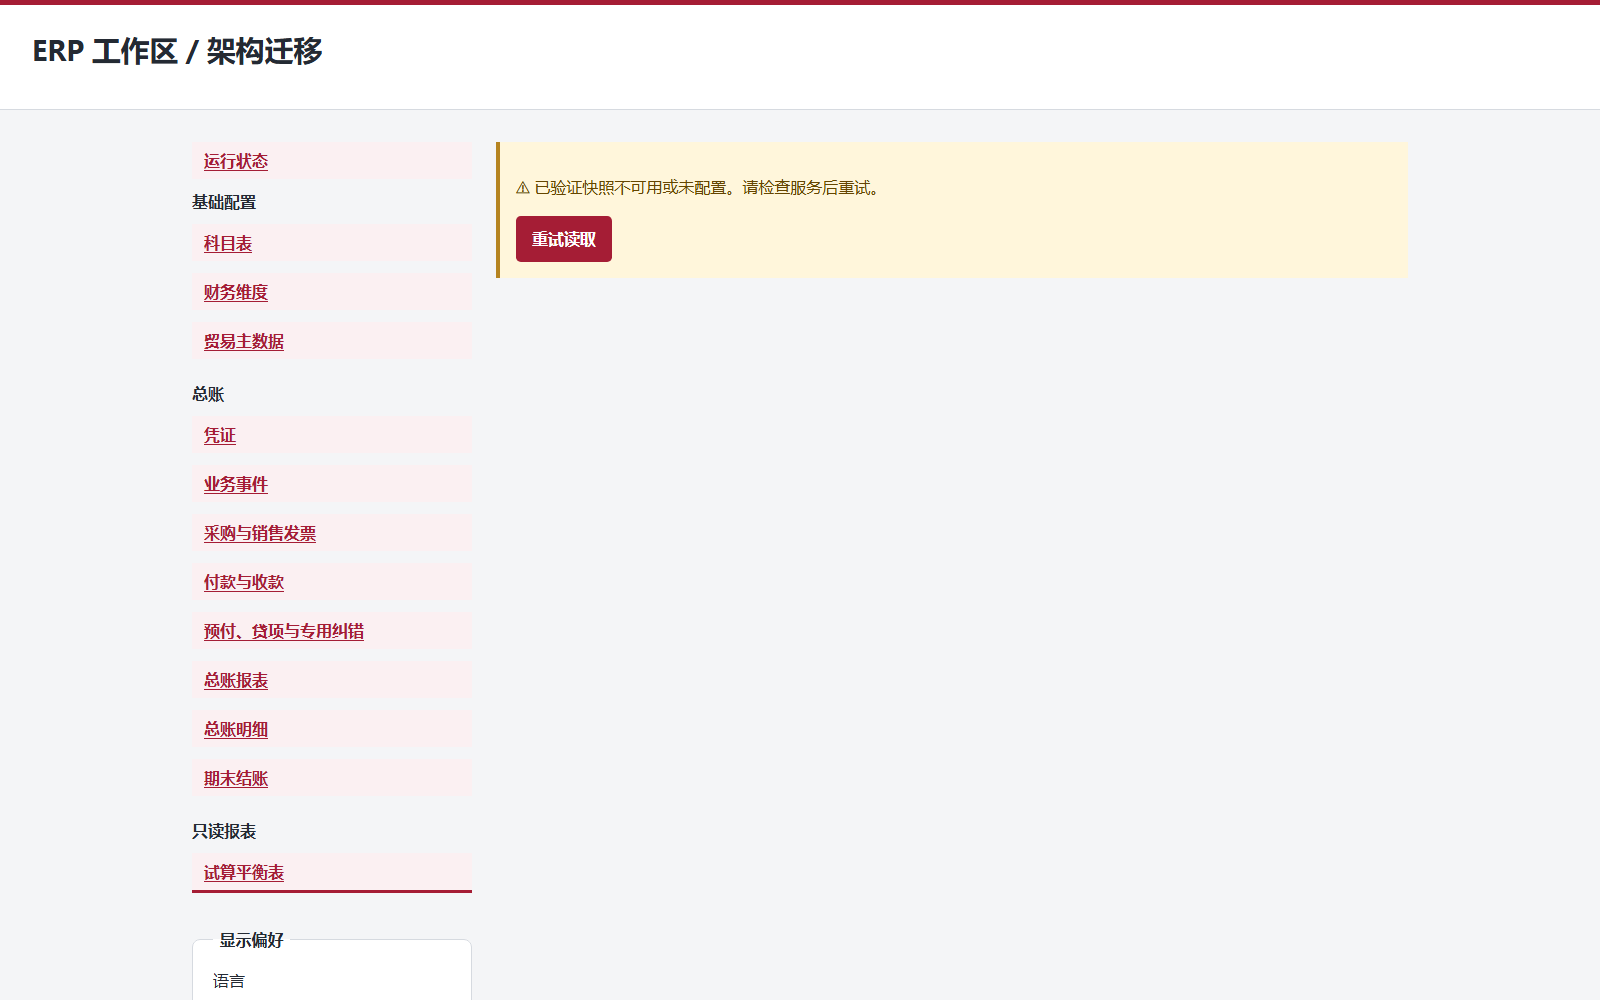 ERP 工作区 / 架构迁移
运行状态
基础配置
科目表
财务维度
贸易主数据
总账
凭证
业务事件
采购与销售发票
付款与收款
预付、贷项与专用纠错
总账报表
总账明细
期末结账
只读报表
试算平衡表
显示偏好
语言
⚠ 已验证快照不可用或未配置。请检查服务后重试。
重试读取